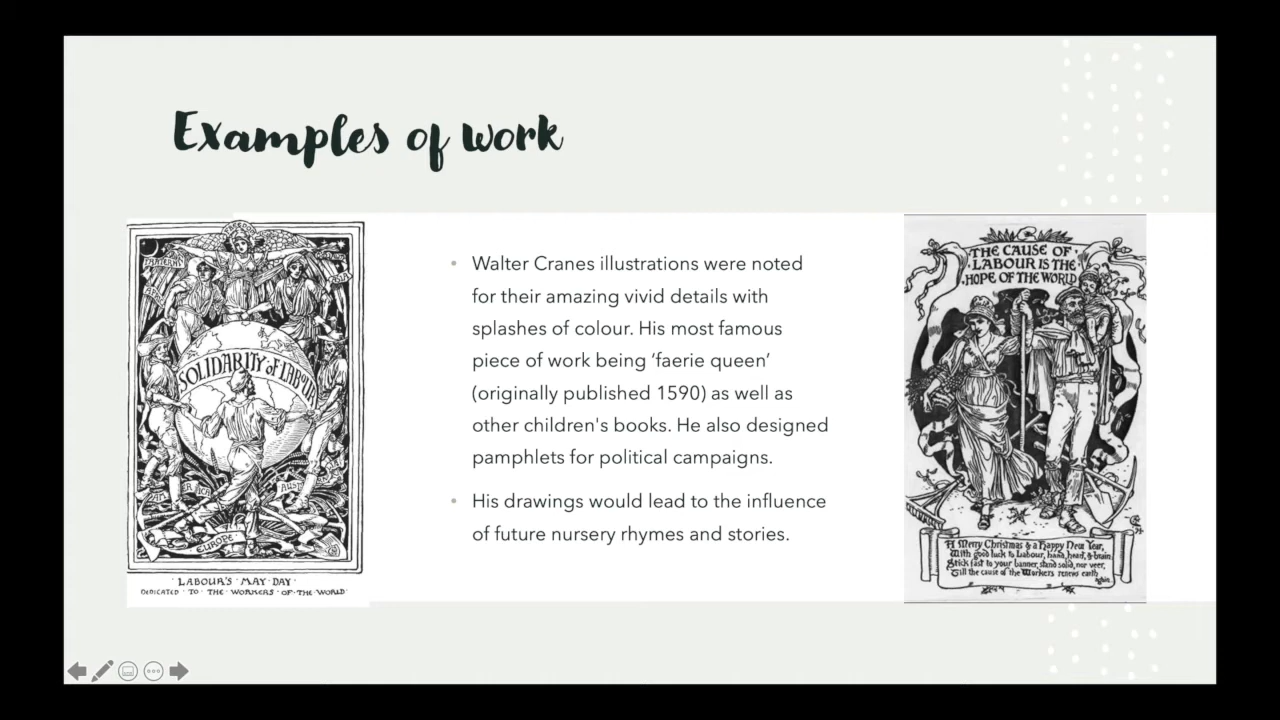 Examples of work
SOLIDARITY of LABOUR
EUROPE
LABOUR'S MAY DAY
DEDICATED · TO · THE · WORKERS · OF · THE · WORLD
Walter Cranes illustrations were noted
for their amazing vivid details with
splashes of colour. His most famous
piece of work being ‘faerie queen’
(originally published 1590) as well as
other children's books. He also designed
pamphlets for political campaigns.
His drawings would lead to the influence
of future nursery rhymes and stories.
THE CAUSE OF
LABOUR IS THE
HOPE OF THE WORLD
A Merry Christmas & a Happy New Year,
With good luck to Labour, hand, head, & brain
Stick fast to your banner, stand solid, nor veer,
Till the cause of the Workers renews earth
again.